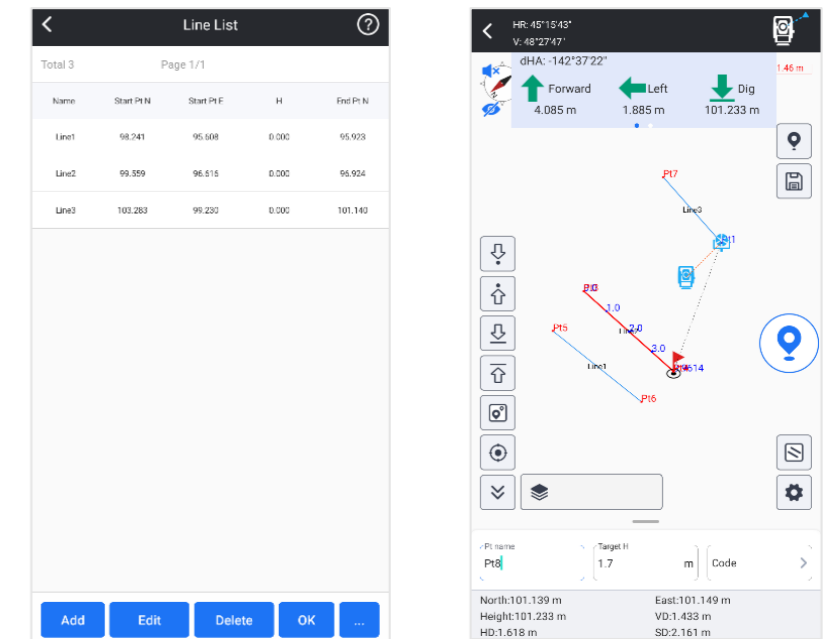 Line List
Total 3 Page 1/1
Name Start Pt N Start Pt E H End Pt N
Line1 98.241 95.608 0.000 95.923
Line2 99.559 96.616 0.000 96.924
Line3 103.283 99.230 0.000 101.140
Add Edit Delete OK ...
HR: 45°15'43"
V: 48°27'47"
dHA: -142°37'22"
1.46 m
Forward Left Dig
4.085 m 1.885 m 101.233 m
Pt7
Line3
1.0
Pt5 2.0
3.0
Line1
Pt6
Pt name Target H
Pt8 1.7 m Code
North:101.139 m East:101.149 m
Height:101.233 m VD:1.433 m
HD:1.618 m SD:2.161 m